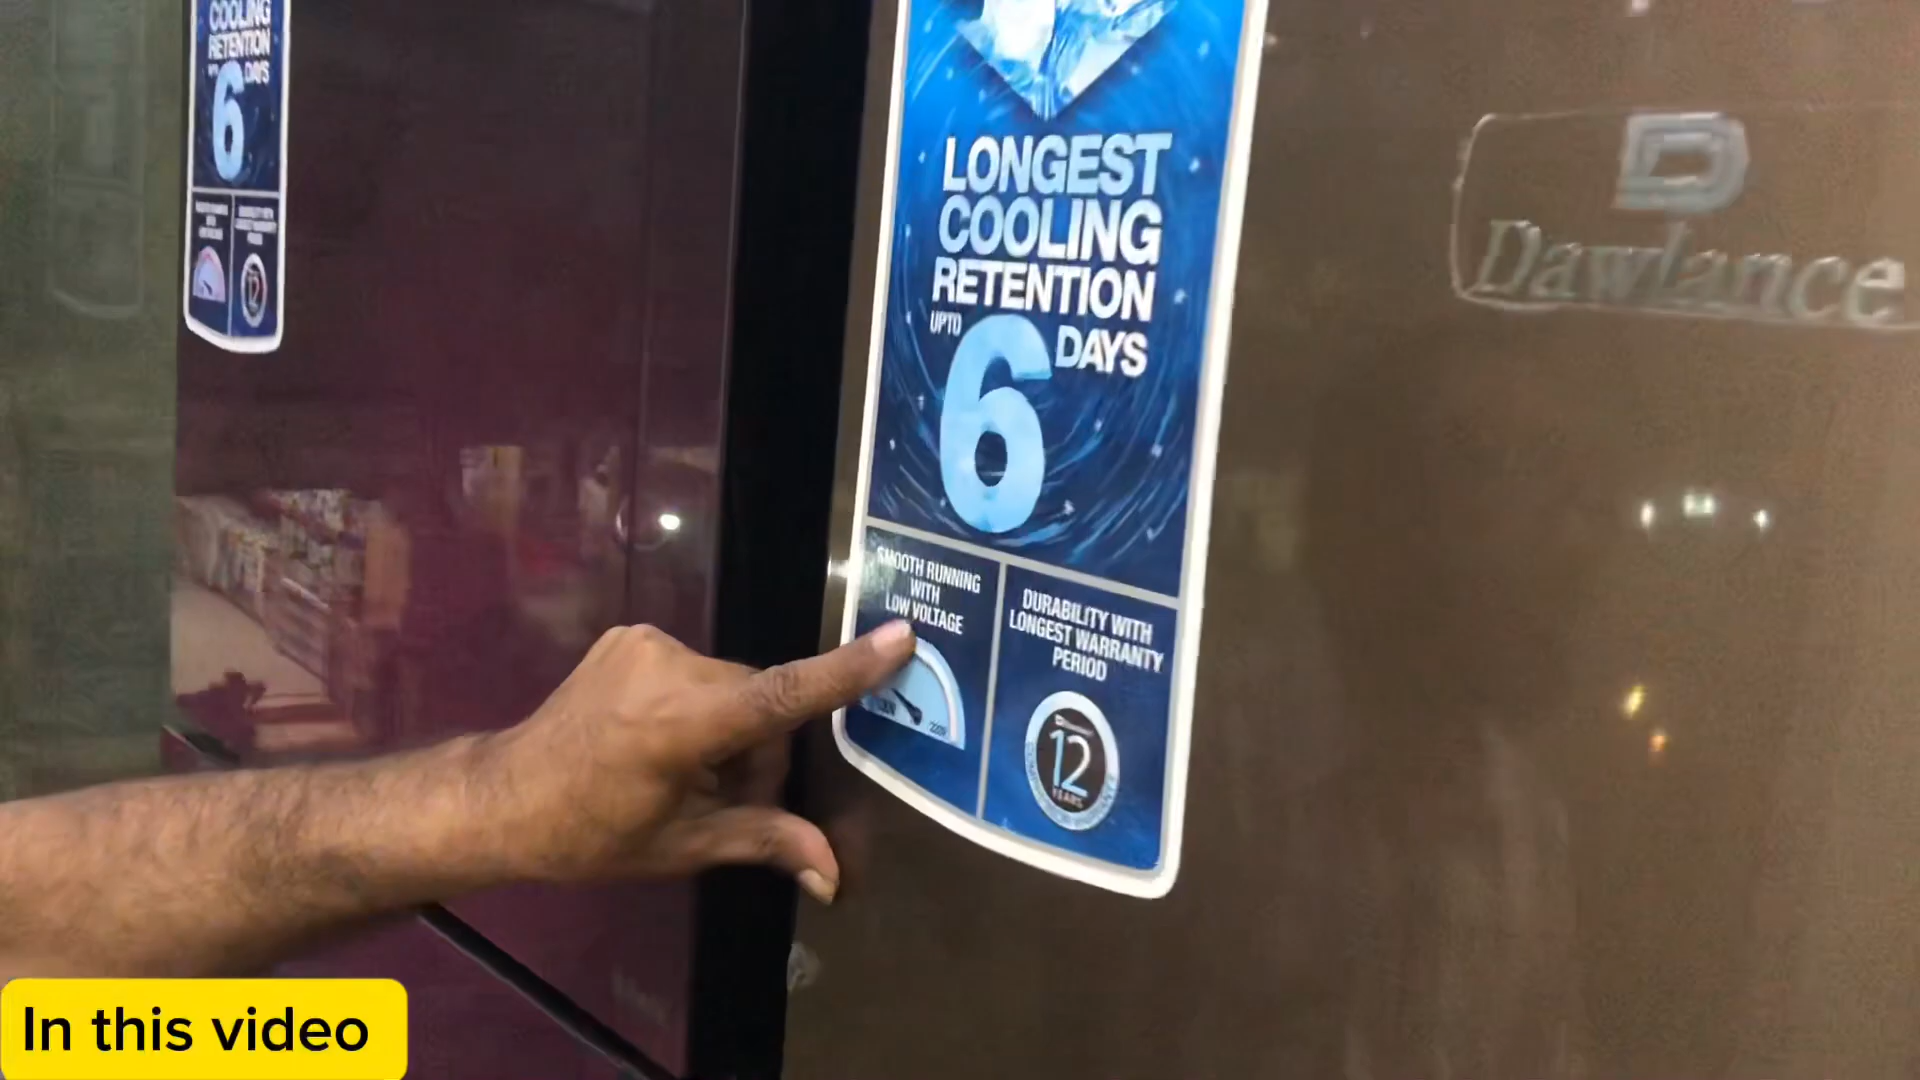 COOLING
RETENTION
DAYS
6
LONGEST
COOLING
RETENTION
UPTO
6 DAYS
SMOOTH RUNNING
WITH
LOW VOLTAGE
DURABILITY WITH
LONGEST WARRANTY
PERIOD
12
YEARS
12
Dawlance
In this video